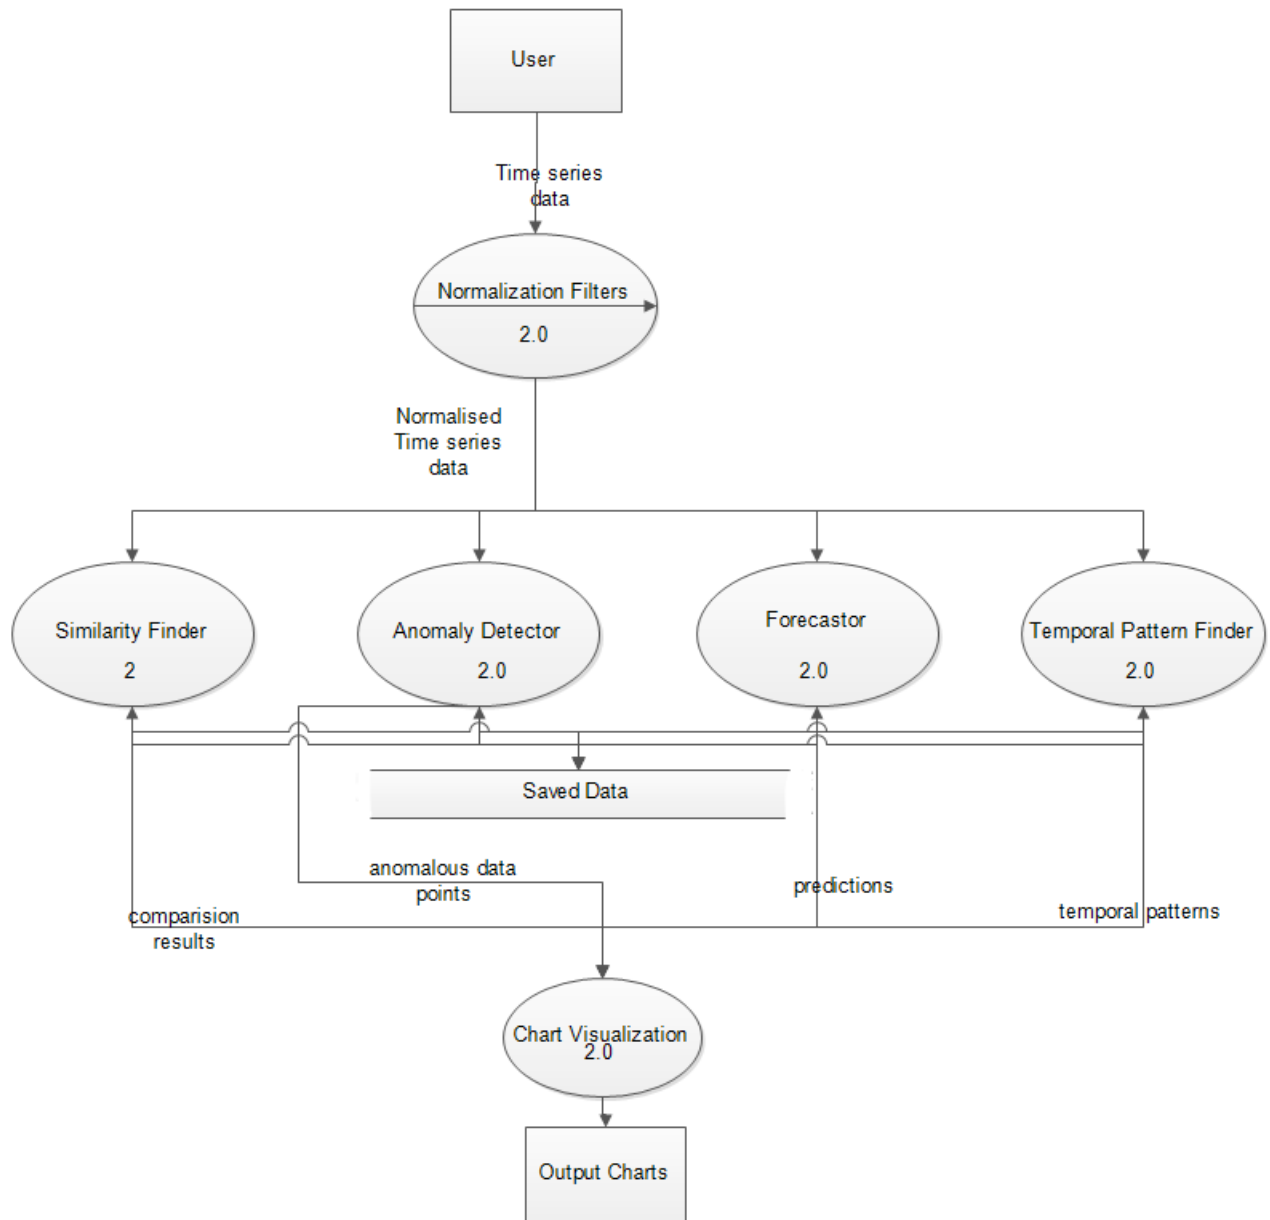 User
Time series
data
Normalization Filters
2.0
Normalised
Time series
data
Similarity Finder
2
Anomaly Detector
2.0
Forecastor
2.0
Temporal Pattern Finder
2.0
Saved Data
anomalous data
points
predictions
comparision
results
temporal patterns
Chart Visualization
2.0
Output Charts